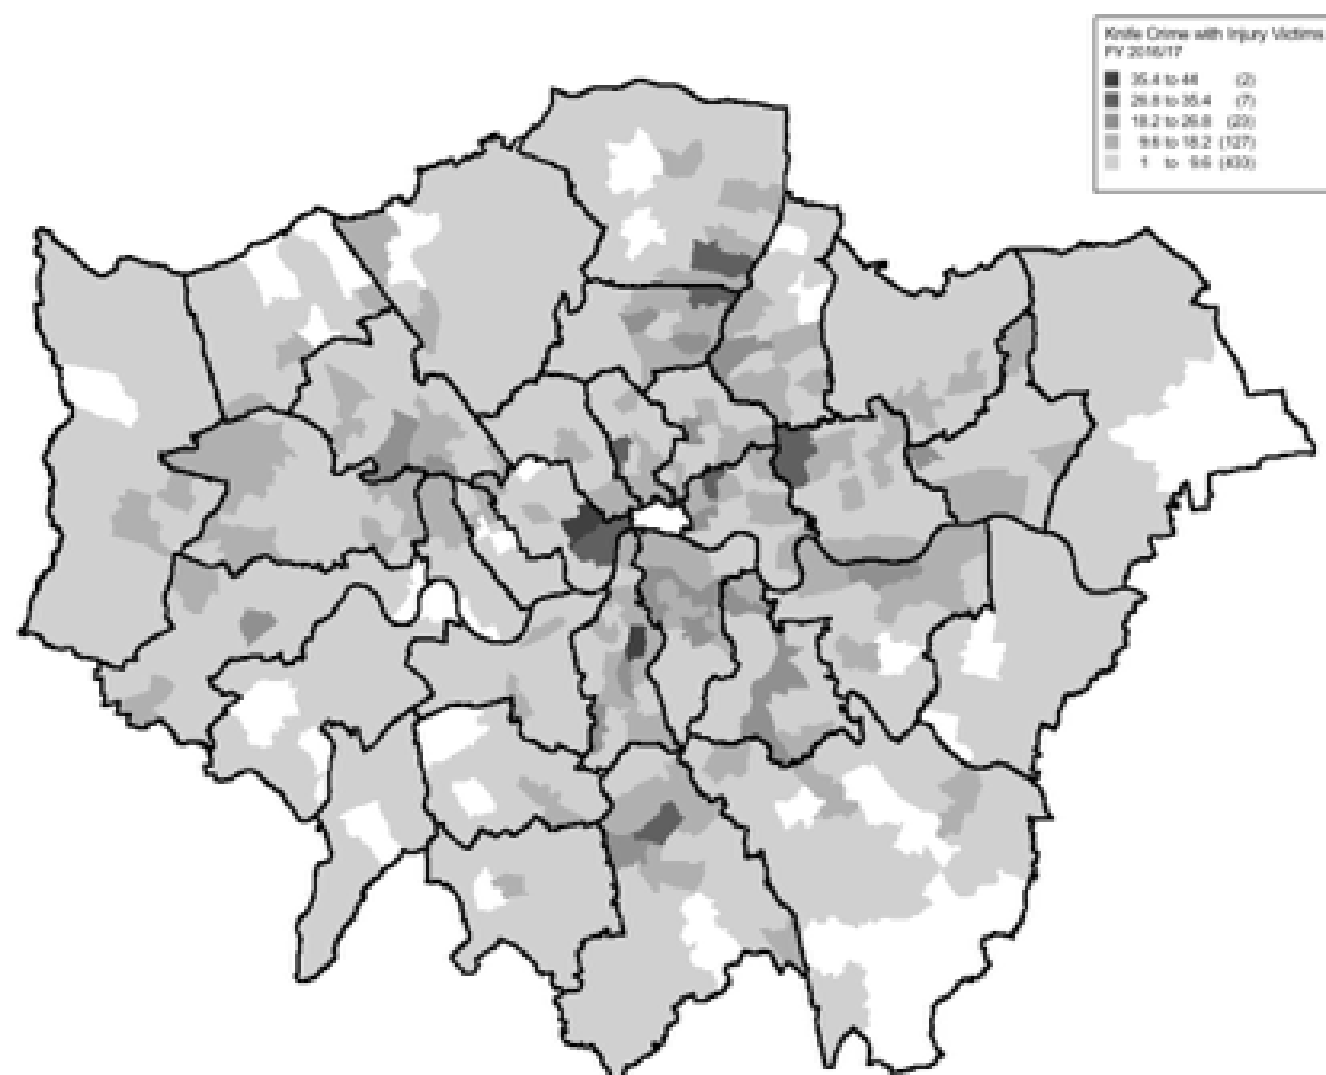 Knife Crime with Injury Victims
FY 2016/17
35.4 to 44 (2)
26.8 to 35.4 (7)
18.2 to 26.8 (23)
9.6 to 18.2 (127)
1 to 9.6 (433)